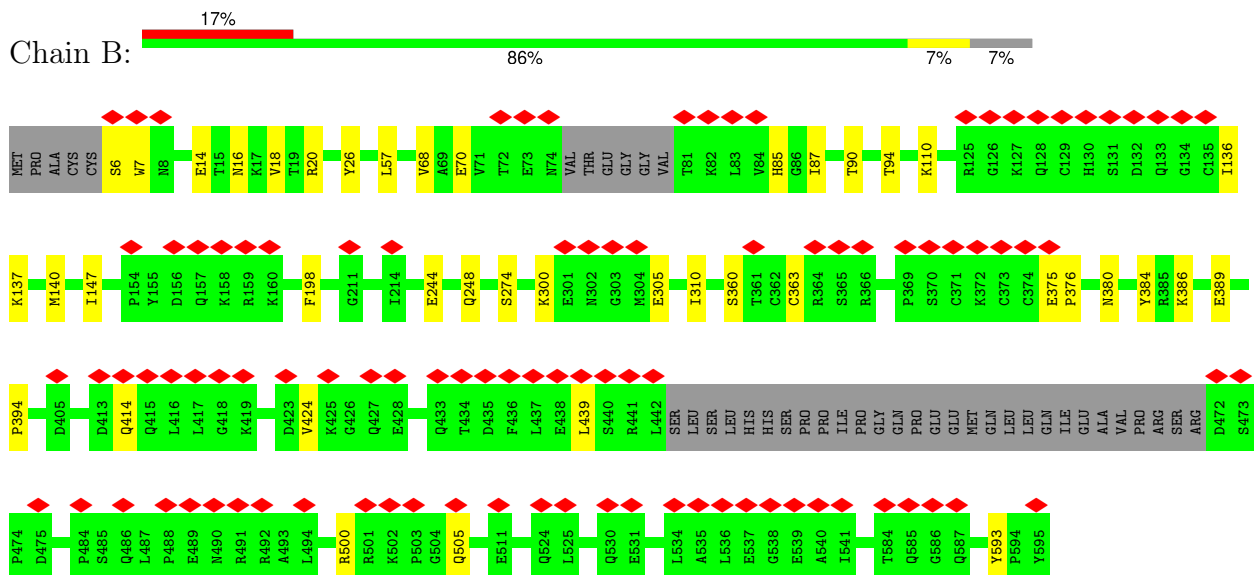 17%
Chain B:
86% 7% 7%
MET PRO ALA CYS CYS S6 W7 N8 E14 T15 N16 K17 V18 T19 R20 Y26 L57 V68 A69 E70 V71 T72 E73 N74 VAL THR GLU GLY GLY VAL T81 K82 L83 V84 H85 G86 I87 T90 T94 K110 R125 G126 K127 Q128 C129 H130 S131 D132 Q133 G134 C135 I136
K137 M140 I147 P154 Y155 D156 Q157 K158 R159 K160 F198 G211 I214 E244 Q248 S274 K300 E301 N302 G303 M304 E305 I310 S360 T361 C362 C363 R364 S365 R366 P369 S370 C371 K372 C373 C374 E375 P376 N380 Y384 R385 K386 E389
P394 D405 D413 Q414 Q415 L416 L417 G418 K419 D423 V424 K425 G426 Q427 E428 Q433 T434 D435 F436 L437 E438 L439 S440 R441 L442 SER LEU SER LEU HIS HIS SER PRO PRO ILE PRO GLY GLN PRO GLU GLU MET GLN LEU LEU GLN ILE GLU ALA VAL PRO ARG SER ARG D472 S473
P474 D475 P484 S485 Q486 L487 P488 E489 N490 R491 R492 A493 L494 R500 R501 K502 P503 G504 Q505 E511 Q524 L525 Q530 E531 L534 A535 L536 E537 G538 E539 A540 I541 T584 Q585 G586 Q587 Y593 P594 Y595